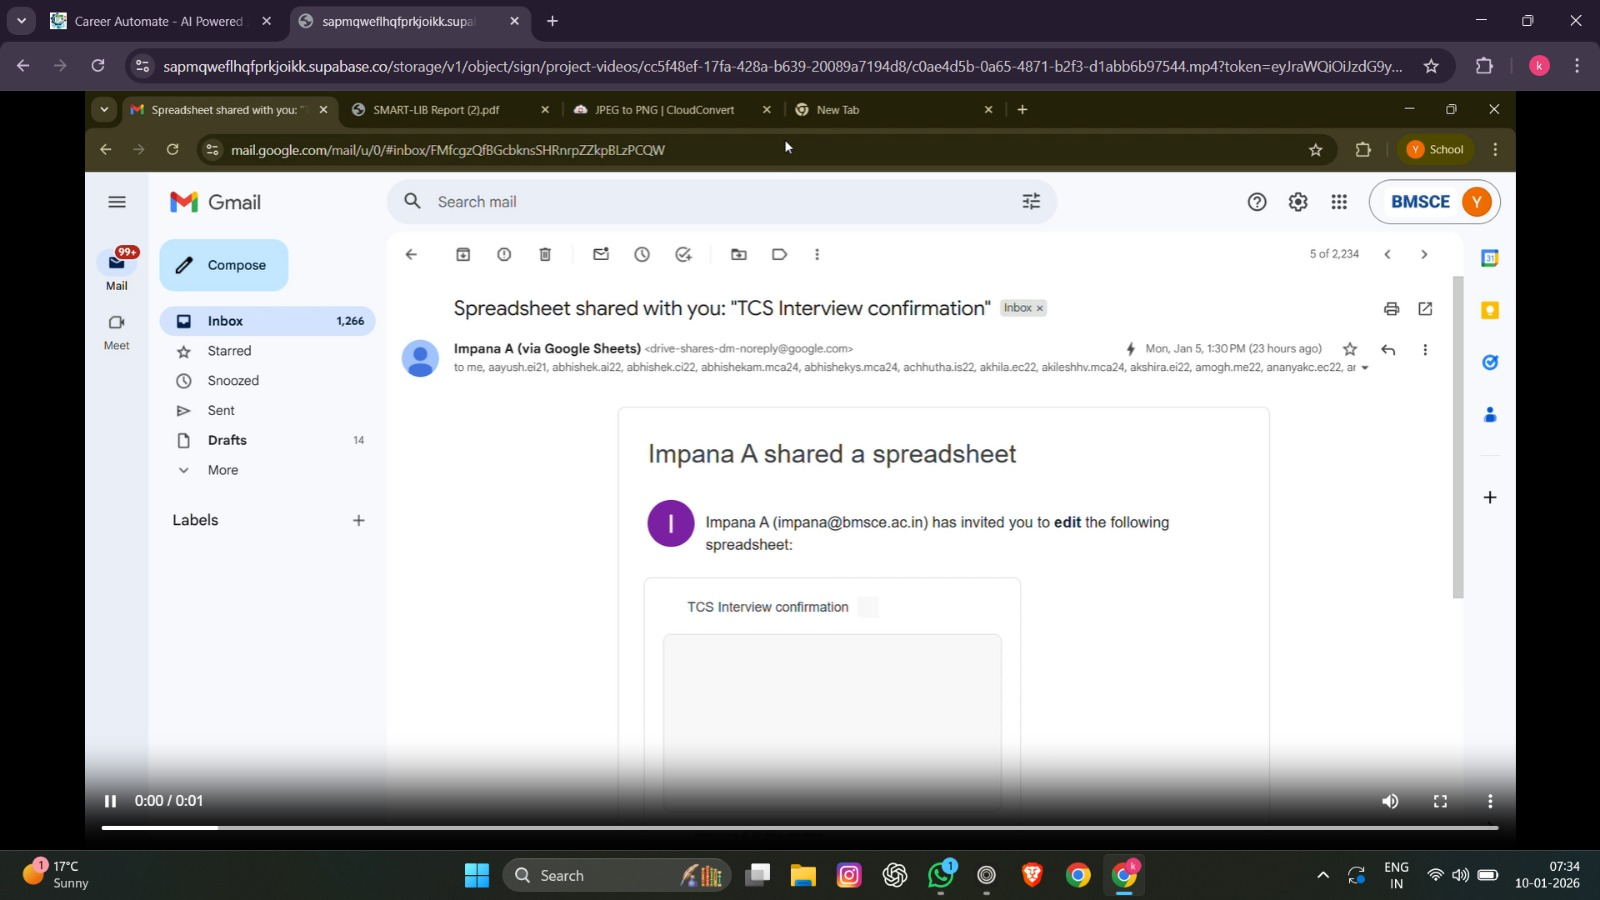 Career Automate - AI Powered
sapmqweflhqfprkjoikk.supa
sapmqweflhqfprkjoikk.supabase.co/storage/v1/object/sign/project-videos/cc5f48ef-17fa-428a-b639-20089a7194d8/c0ae4d5b-0a65-4871-b2f3-d1abb6b97544.mp4?token=eyJraWQiOiJzdG9y...
k
Spreadsheet shared with you: "
SMART-LIB Report (2).pdf
JPEG to PNG | CloudConvert
New Tab
mail.google.com/mail/u/0/#inbox/FMfcgzQfBGcbknsSHRnrpZZkpBLzPCQW
Y School
Gmail
Search mail
BMSCE Y
99+
Mail
Meet
Compose
Inbox 1,266
Starred
Snoozed
Sent
Drafts 14
More
Labels
5 of 2,234
31
Spreadsheet shared with you: "TCS Interview confirmation" Inbox ×
Impana A (via Google Sheets) <drive-shares-dm-noreply@google.com>
Mon, Jan 5, 1:30 PM (23 hours ago)
to me, aayush.ei21, abhishek.ai22, abhishek.ci22, abhishekam.mca24, abhishekys.mca24, achhutha.is22, akhila.ec22, akileshhv.mca24, akshira.ei22, amogh.me22, ananyakc.ec22, ar
Impana A shared a spreadsheet
I
Impana A (impana@bmsce.ac.in) has invited you to edit the following
spreadsheet:
TCS Interview confirmation
0:00 / 0:01
1
17°C
Sunny
Search
1
k
ENG
IN
07:34
10-01-2026